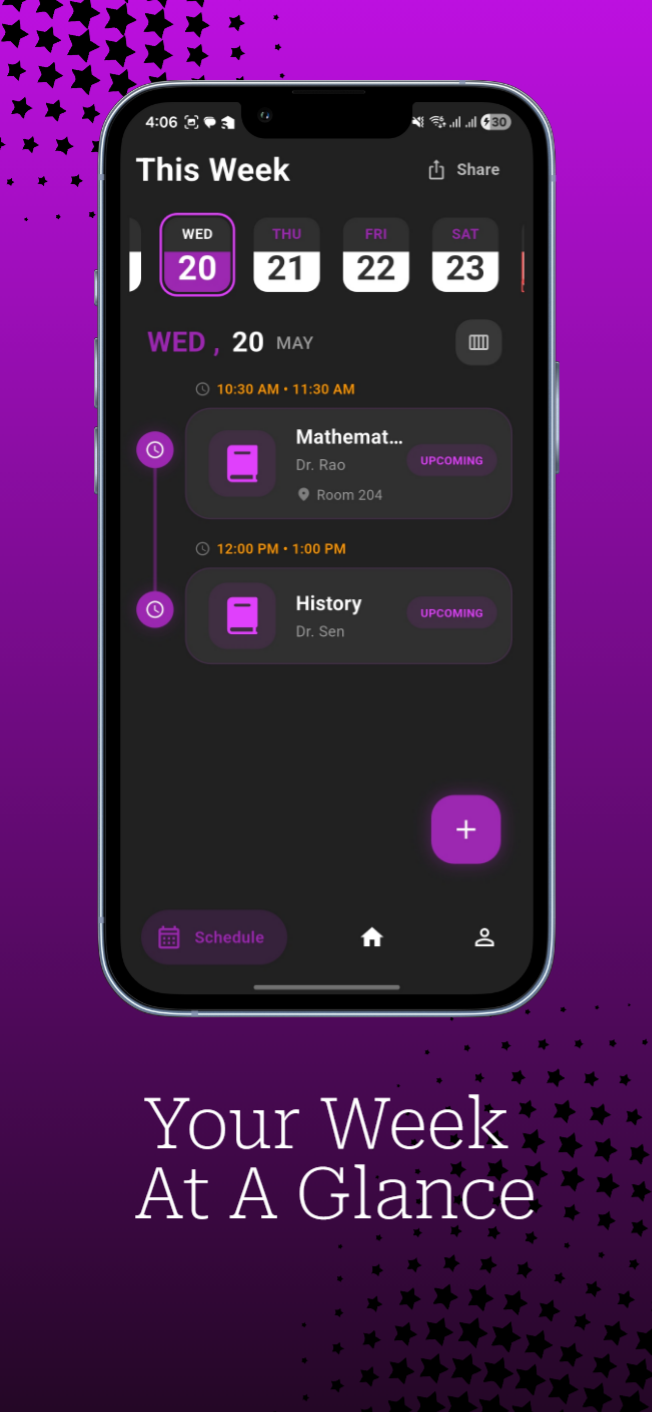 4:06
30
This Week
Share
WED
THU
FRI
SAT
20
21
22
23
WED , 20 MAY
10:30 AM • 11:30 AM
Mathemat...
Dr. Rao
UPCOMING
Room 204
12:00 PM • 1:00 PM
History
UPCOMING
Dr. Sen
+
Schedule
Your Week
At A Glance